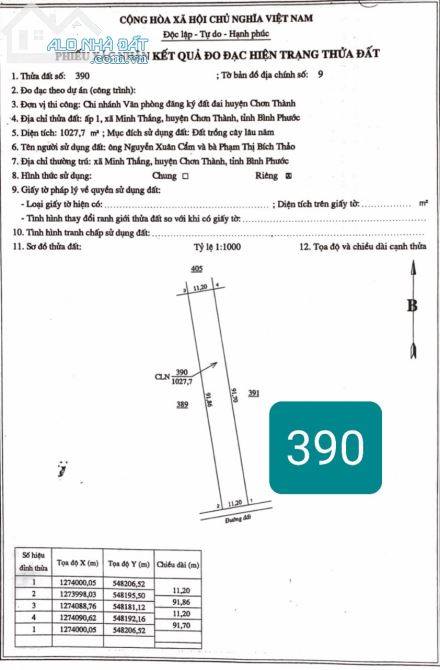 CỘNG HÒA XÃ HỘI CHỦ NGHĨA VIỆT NAM
Độc lập - Tự do - Hạnh phúc
ALO NHÀ ĐẤT
.com.vn
PHIẾU XÁC NHẬN KẾT QUẢ ĐO ĐẠC HIỆN TRẠNG THỬA ĐẤT
1. Thửa đất số: 390 ; Tờ bản đồ địa chính số: 9
2. Đo đạc theo dự án (công trình):
3. Đơn vị thi công: Chi nhánh Văn phòng đăng ký đất đai huyện Chơn Thành
4. Địa chỉ thửa đất: ấp 1, xã Minh Thắng, huyện Chơn Thành, tỉnh Bình Phước
5. Diện tích: 1027,7 m² ; Mục đích sử dụng đất: Đất trồng cây lâu năm
6. Tên người sử dụng đất: ông Nguyễn Xuân Cẩm và bà Phạm Thị Bích Thảo
7. Địa chỉ thường trú: xã Minh Thắng, huyện Chơn Thành, tỉnh Bình Phước
8. Hình thức sử dụng: Chung ☐ Riêng ☒
9. Giấy tờ pháp lý về quyền sử dụng đất:
- Loại giấy tờ hiện có: ; Diện tích trên giấy tờ: m²
- Tình hình thay đổi ranh giới thửa đất so với khi có giấy tờ:
10. Tình hình tranh chấp sử dụng đất:
11. Sơ đồ thửa đất: Tỷ lệ 1:1000 12. Tọa độ và chiều dài cạnh thửa
405
3 11,20 4
B
CLN 390
1027,7
91,86
91,70
389
391
390
2 11,20 1
Đường đất
Số hiệu đỉnh thửa Tọa độ X (m) Tọa độ Y (m) Chiều dài (m)
1 1274000,05 548206,52
11,20
2 1273998,03 548195,50
91,86
3 1274088,76 548181,12
11,20
4 1274090,62 548192,16
91,70
1 1274000,05 548206,52